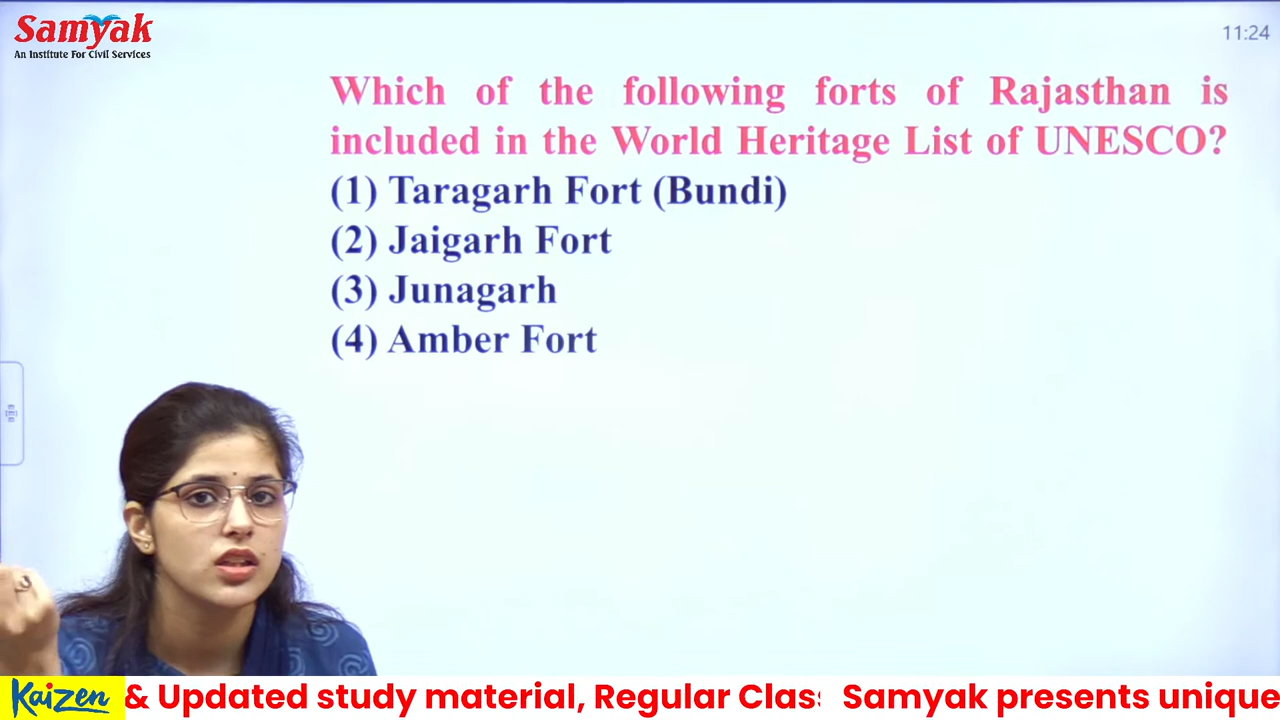 Samyak
An Institute For Civil Services
11:24
Which of the following forts of Rajasthan is
included in the World Heritage List of UNESCO?
(1) Taragarh Fort (Bundi)
(2) Jaigarh Fort
(3) Junagarh
(4) Amber Fort
Kaizen
& Updated study material, Regular Clas
Samyak presents unique